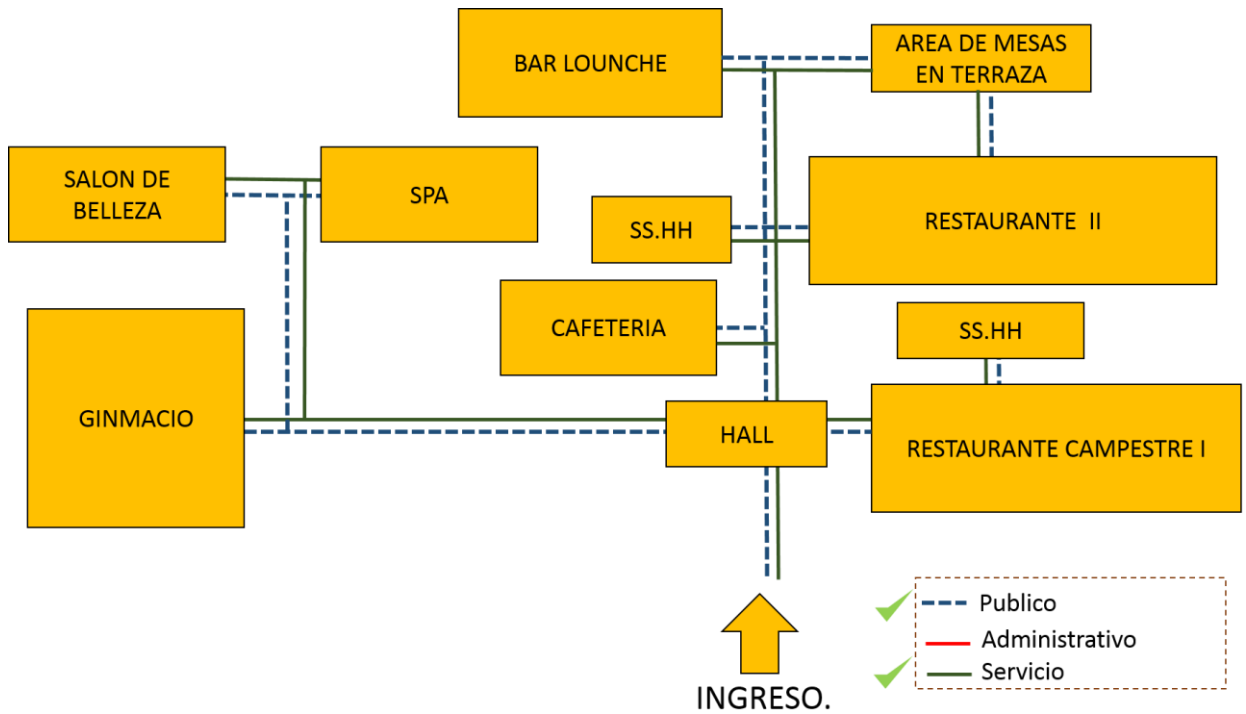 BAR LOUNCHE
AREA DE MESAS
EN TERRAZA
SALON DE
BELLEZA
SPA
SS.HH
RESTAURANTE II
CAFETERIA
SS.HH
GINMACIO
HALL
RESTAURANTE CAMPESTRE I
Publico
Administrativo
Servicio
INGRESO.